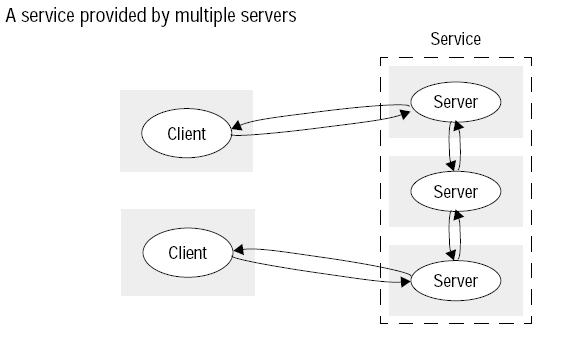 A service provided by multiple servers
Service
Server
Client
Server
Client
Server